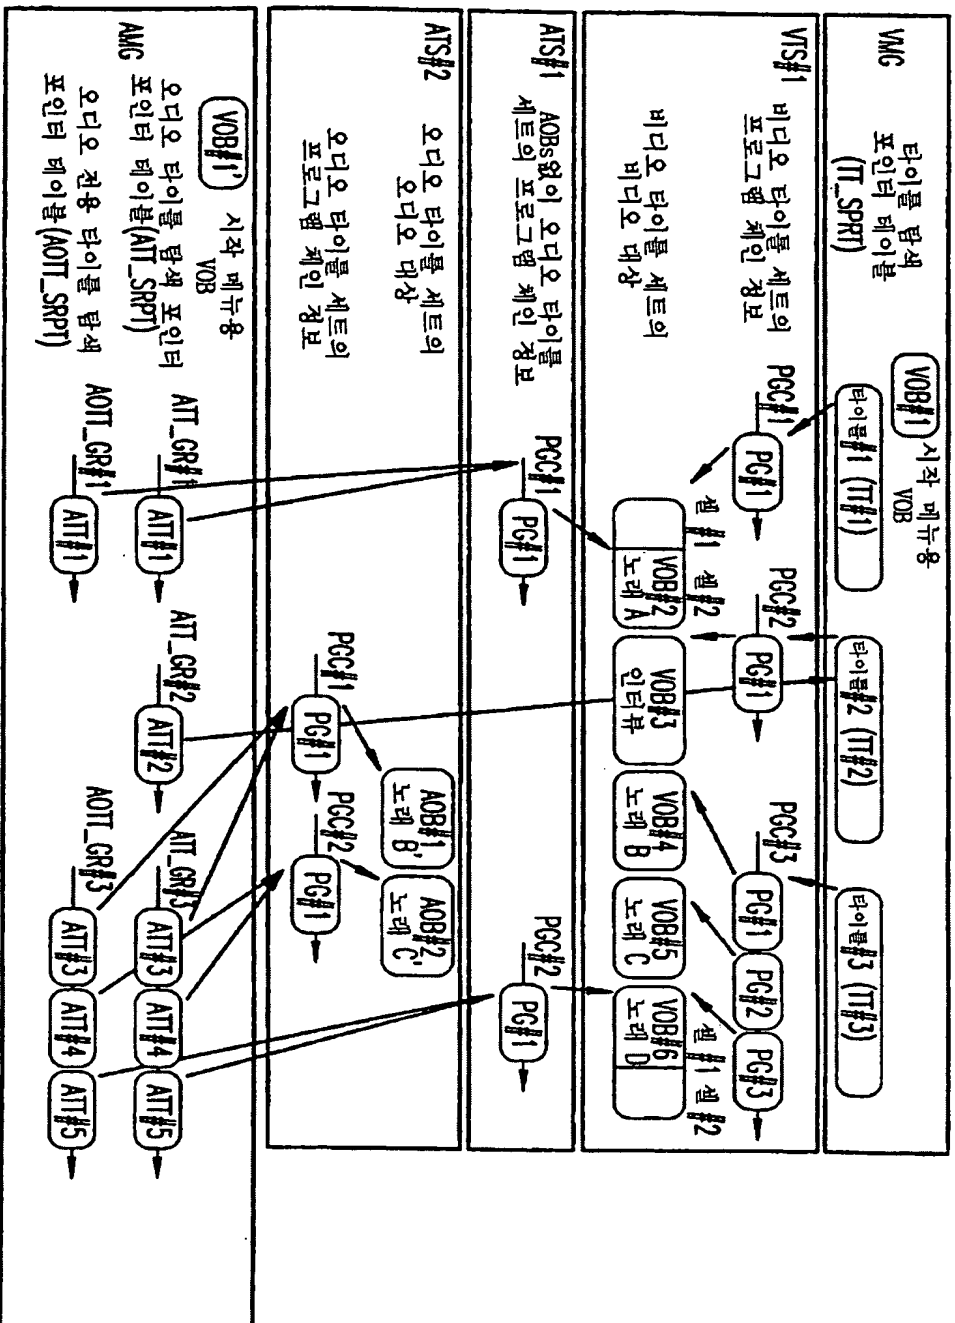 VMG
타이틀 탐색
포인터 테이블
(TT_SPRT)
VOB#1
시작 메뉴용
VOB
타이틀#1 (TT#1)
타이틀#2 (TT#2)
타이틀#3 (TT#3)
VTS#1
비디오 타이틀 세트의
프로그램 체인 정보
PGC#1
PG#1
PGC#2
PG#1
PGC#3
PG#1
PG#2
PG#3
비디오 타이틀 세트의
비디오 대상
셀 #1
셀 #2
VOB#2
노래 A
VOB#3
인터뷰
VOB#4
노래 B
VOB#5
노래 C
VOB#6
노래 D
셀 #1
셀 #2
ATS#1
AOBs없이 오디오 타이틀
세트의 프로그램 체인 정보
PGC#1
PG#1
PGC#2
PG#1
ATS#2
오디오 타이틀 세트의
오디오 대상
AOB#1
노래 B'
AOB#2
노래 C'
오디오 타이틀 세트의
프로그램 체인 정보
PGC#1
PG#1
PGC#2
PG#1
AMG
VOB#1'
시작 메뉴용
VOB
오디오 타이틀 탐색 포인터
포인터 테이블(ATT_SRPT)
ATT_GR#1
ATT#1
ATT_GR#2
ATT#2
ATT_GR#3
ATT#3
ATT#4
ATT#5
오디오 전용 타이틀 탐색
포인터 테이블(AOTT_SRPT)
AOTT_GR#1
ATT#1
AOTT_GR#3
ATT#3
ATT#4
ATT#5